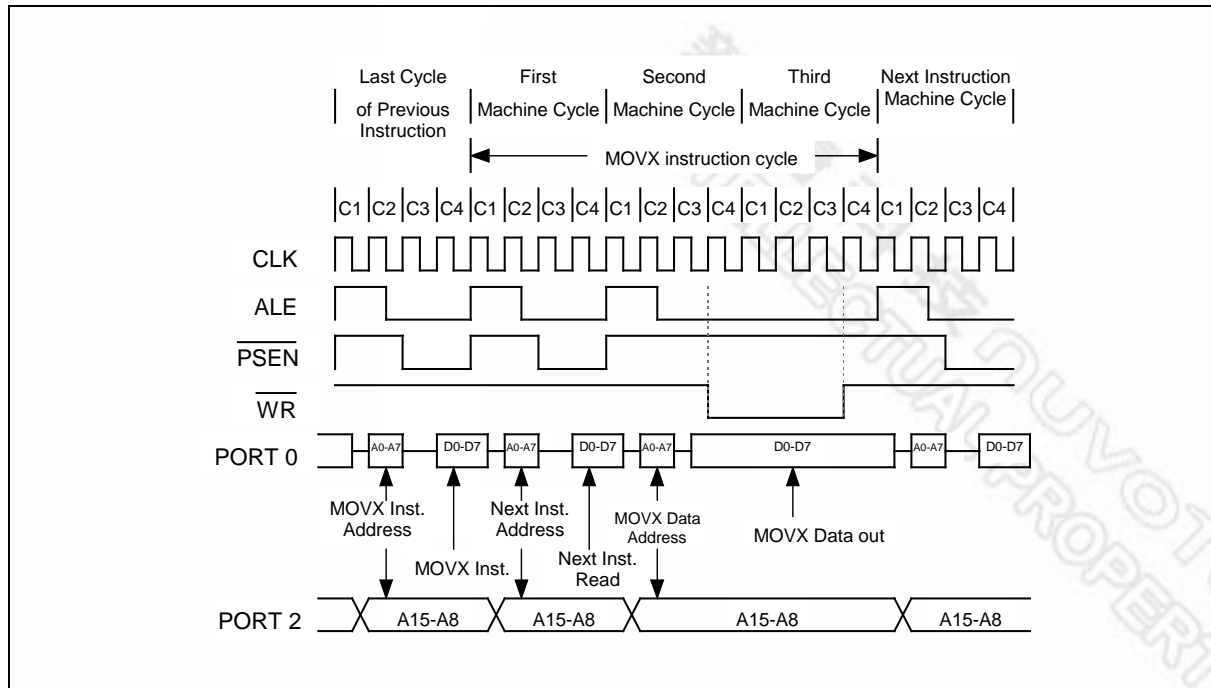 Last Cycle
of Previous
Instruction
First
Machine Cycle
Second
Machine Cycle
Third
Machine Cycle
Next Instruction
Machine Cycle
MOVX instruction cycle
C1 C2 C3 C4 C1 C2 C3 C4 C1 C2 C3 C4 C1 C2 C3 C4 C1 C2 C3 C4
CLK
ALE
PSEN
WR
PORT 0
A0-A7 D0-D7 A0-A7 D0-D7 A0-A7 D0-D7 A0-A7 D0-D7
MOVX Inst.
Address
MOVX Inst.
Next Inst.
Address
Next Inst.
Read
MOVX Data
Address
MOVX Data out
PORT 2
A15-A8 A15-A8 A15-A8 A15-A8